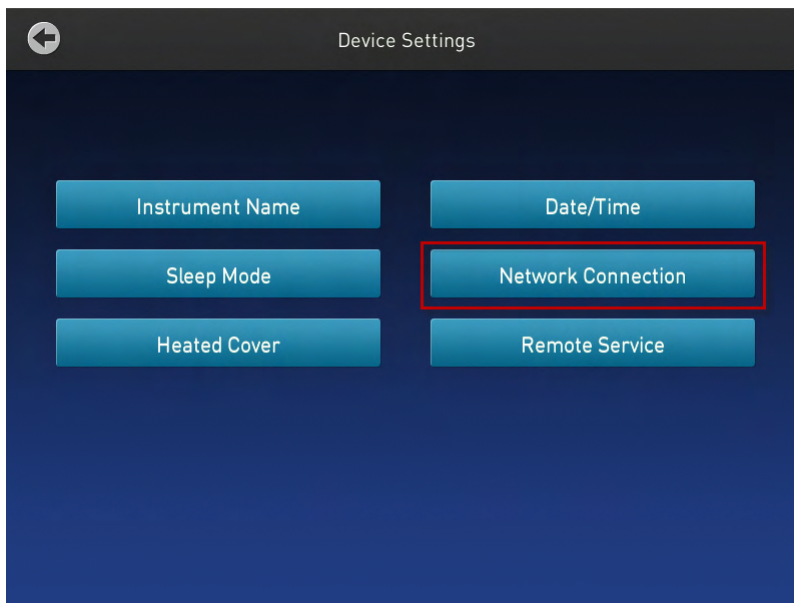 Device Settings
Instrument Name
Date/Time
Sleep Mode
Network Connection
Heated Cover
Remote Service